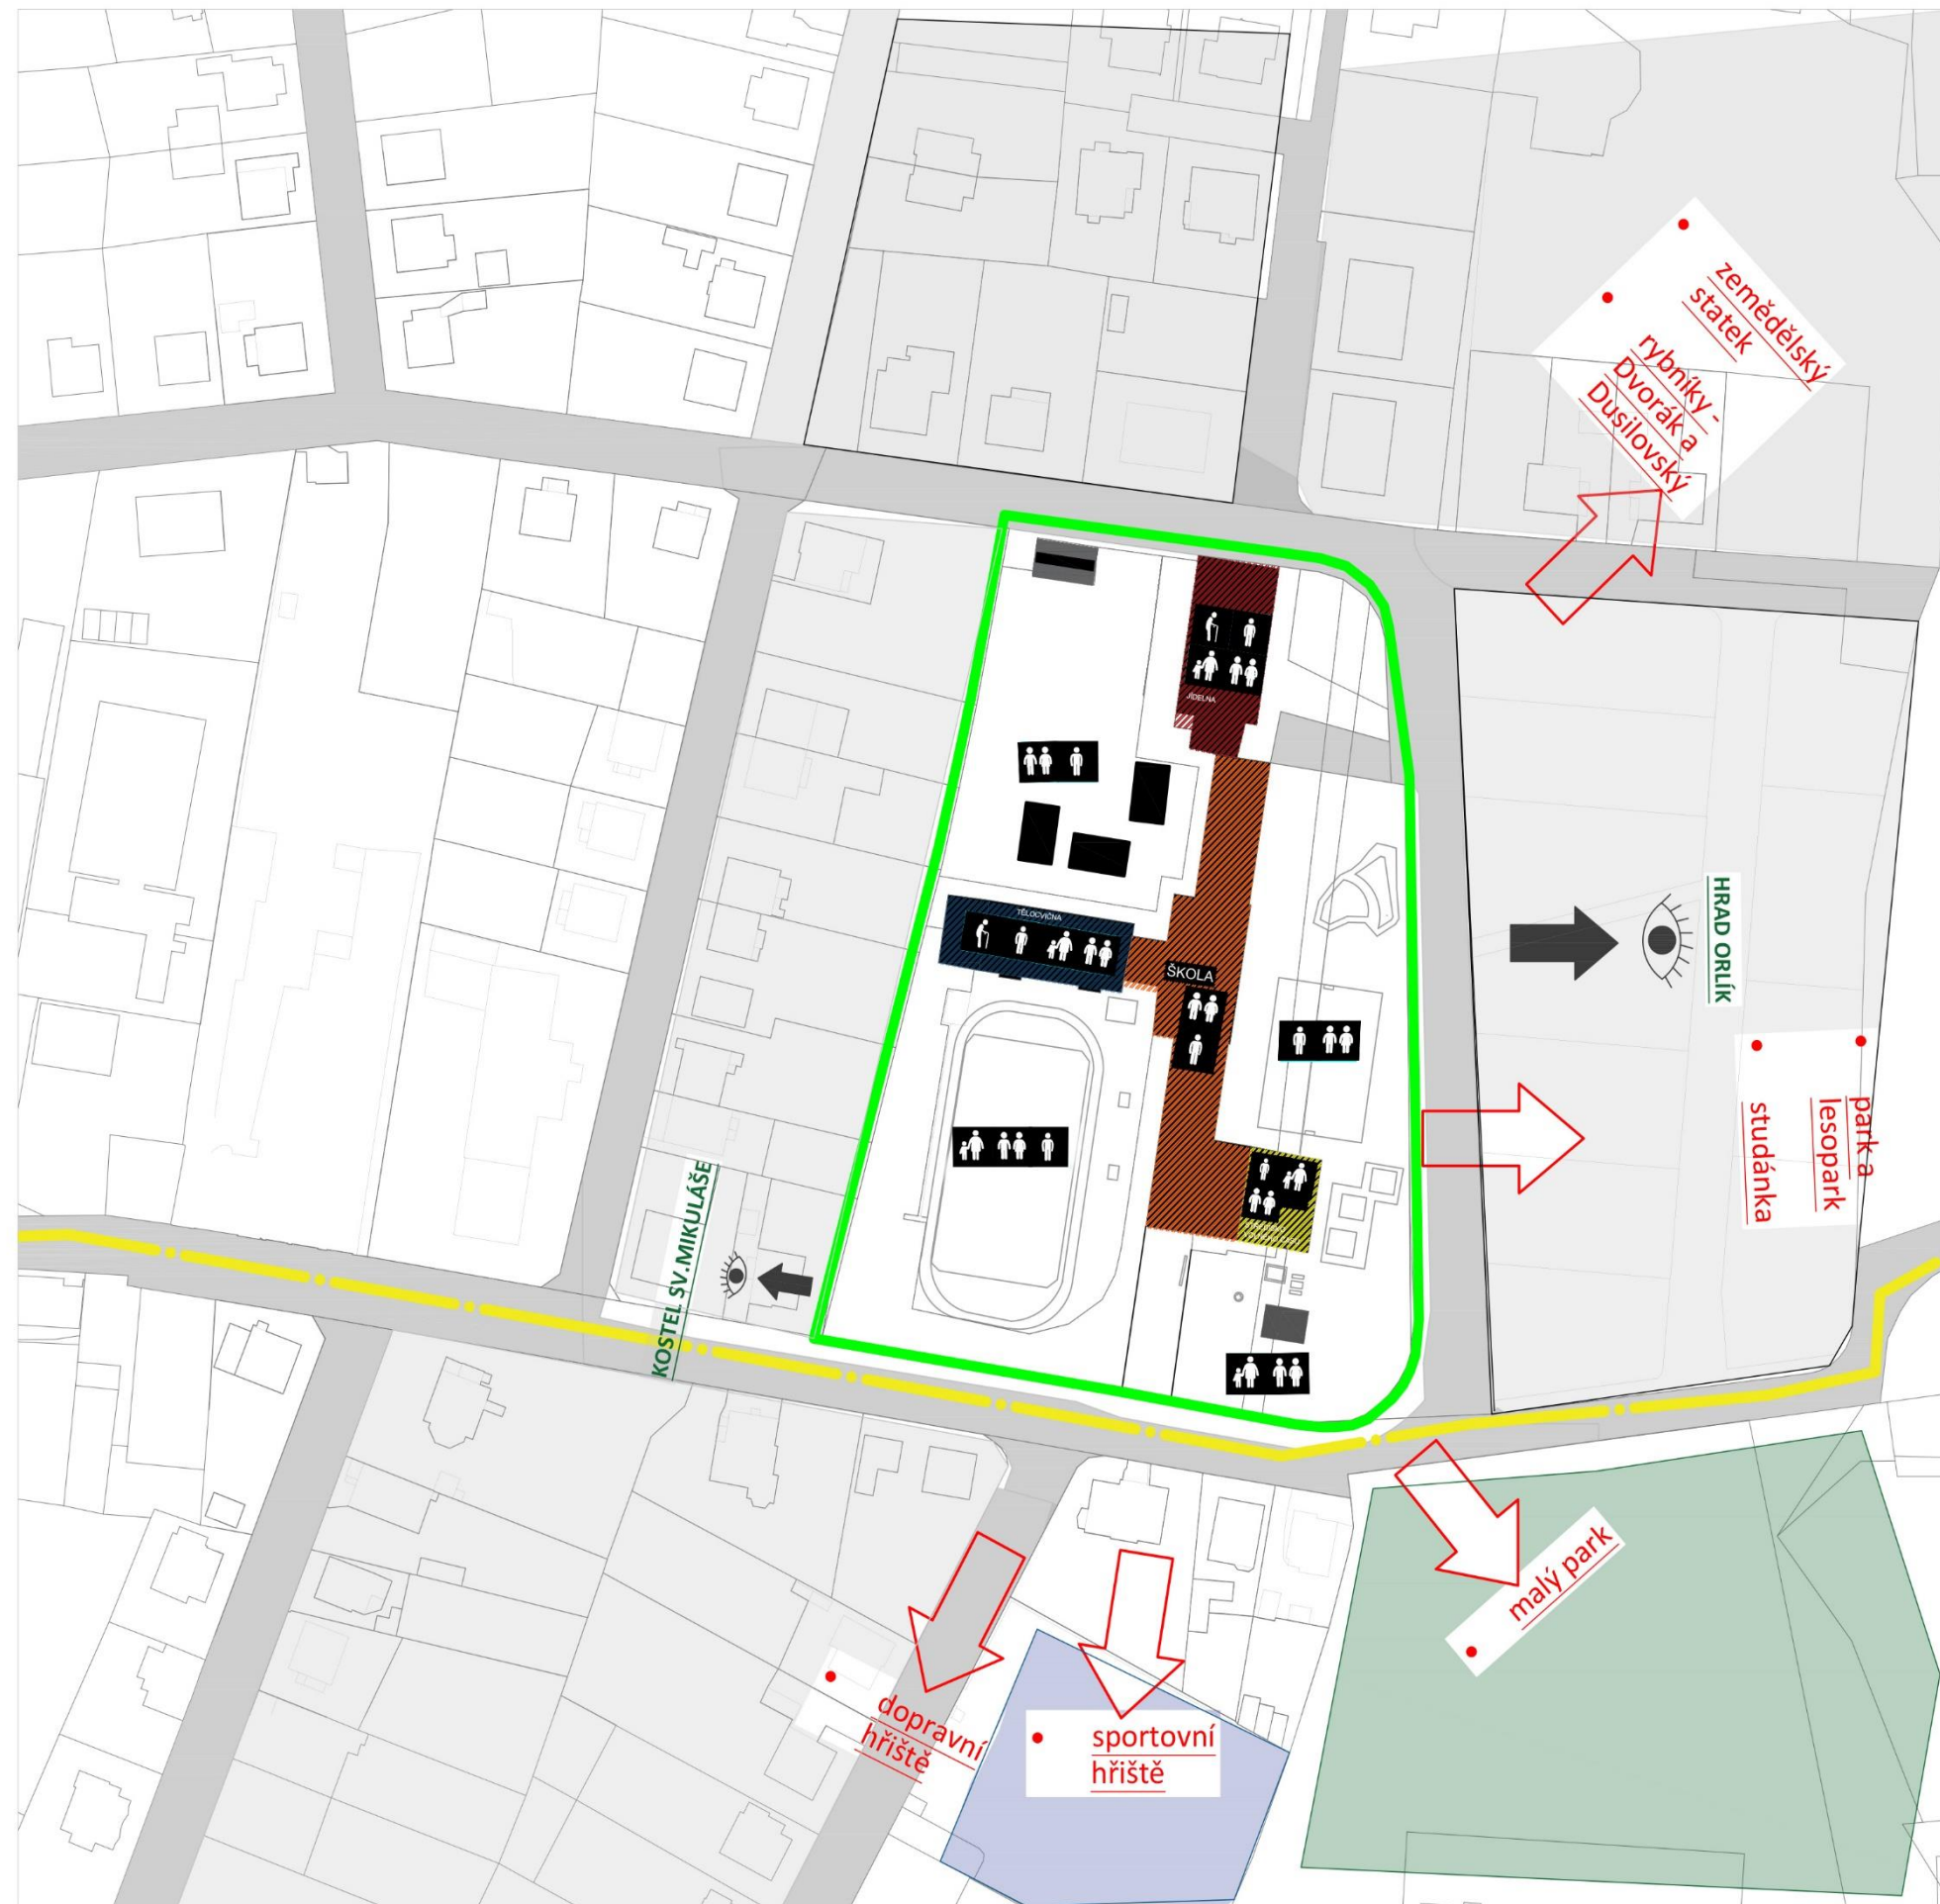 zemědělský
statek
rybníky -
Dvorák a
Dusilovský
JÍDELNA
TĚLOCVIČNA
ŠKOLA
HRAD ORLÍK
park a
lesopark
studánka
KOSTEL SV.MIKULÁŠE
malý park
dopravní
hřiště
sportovní
hřiště